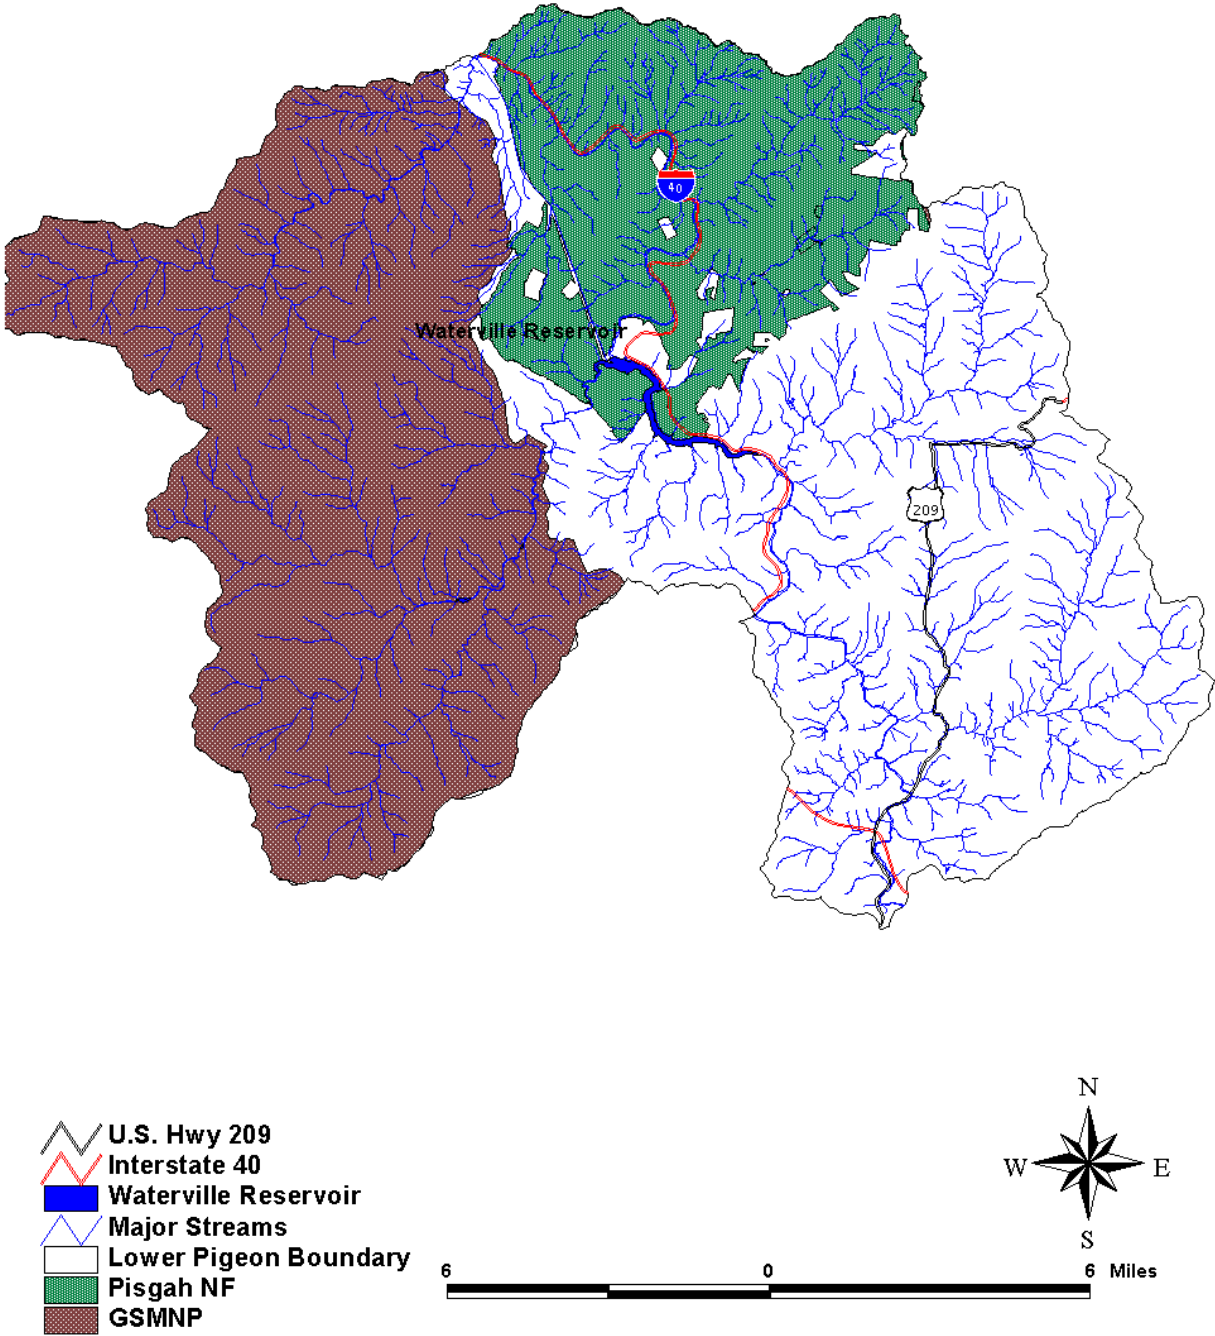 40
Waterville Reservoir
209
N
W E
S
U.S. Hwy 209
Interstate 40
Waterville Reservoir
Major Streams
Lower Pigeon Boundary
Pisgah NF
GSMNP
6 0 6 Miles